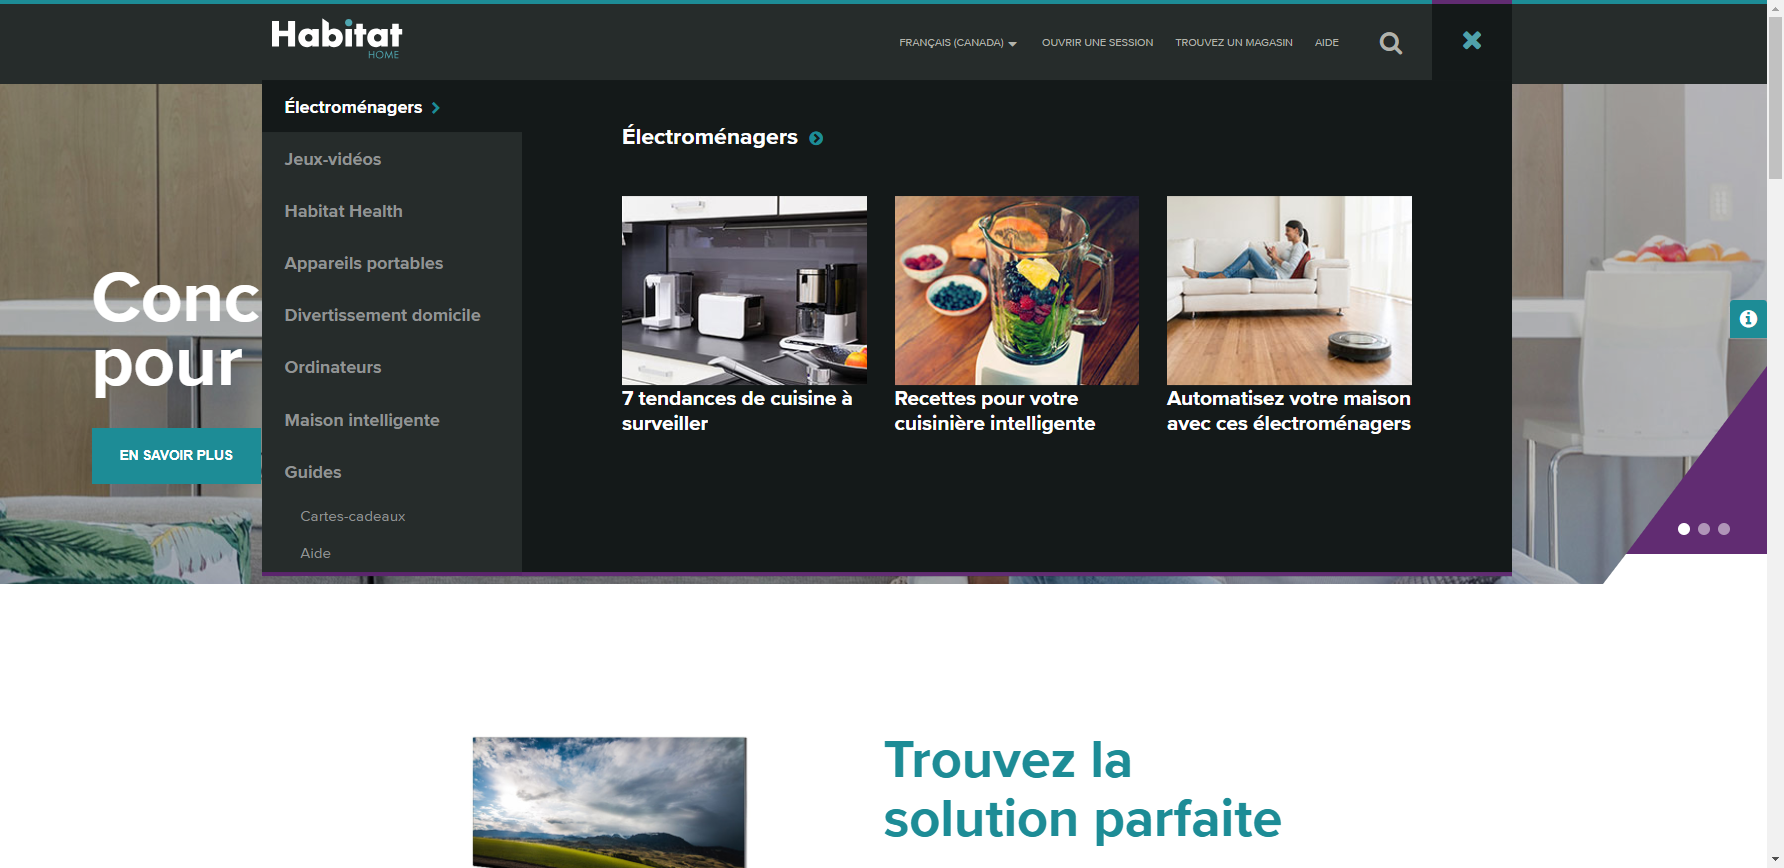 Habitat
HOME
FRANÇAIS (CANADA)
OUVRIR UNE SESSION
TROUVEZ UN MAGASIN
AIDE
Électroménagers
Jeux-vidéos
Habitat Health
Appareils portables
Divertissement domicile
Ordinateurs
Maison intelligente
Guides
Cartes-cadeaux
Aide
Électroménagers
7 tendances de cuisine à
surveiller
Recettes pour votre
cuisinière intelligente
Automatisez votre maison
avec ces électroménagers
Conc
pour
EN SAVOIR PLUS
Trouvez la
solution parfaite